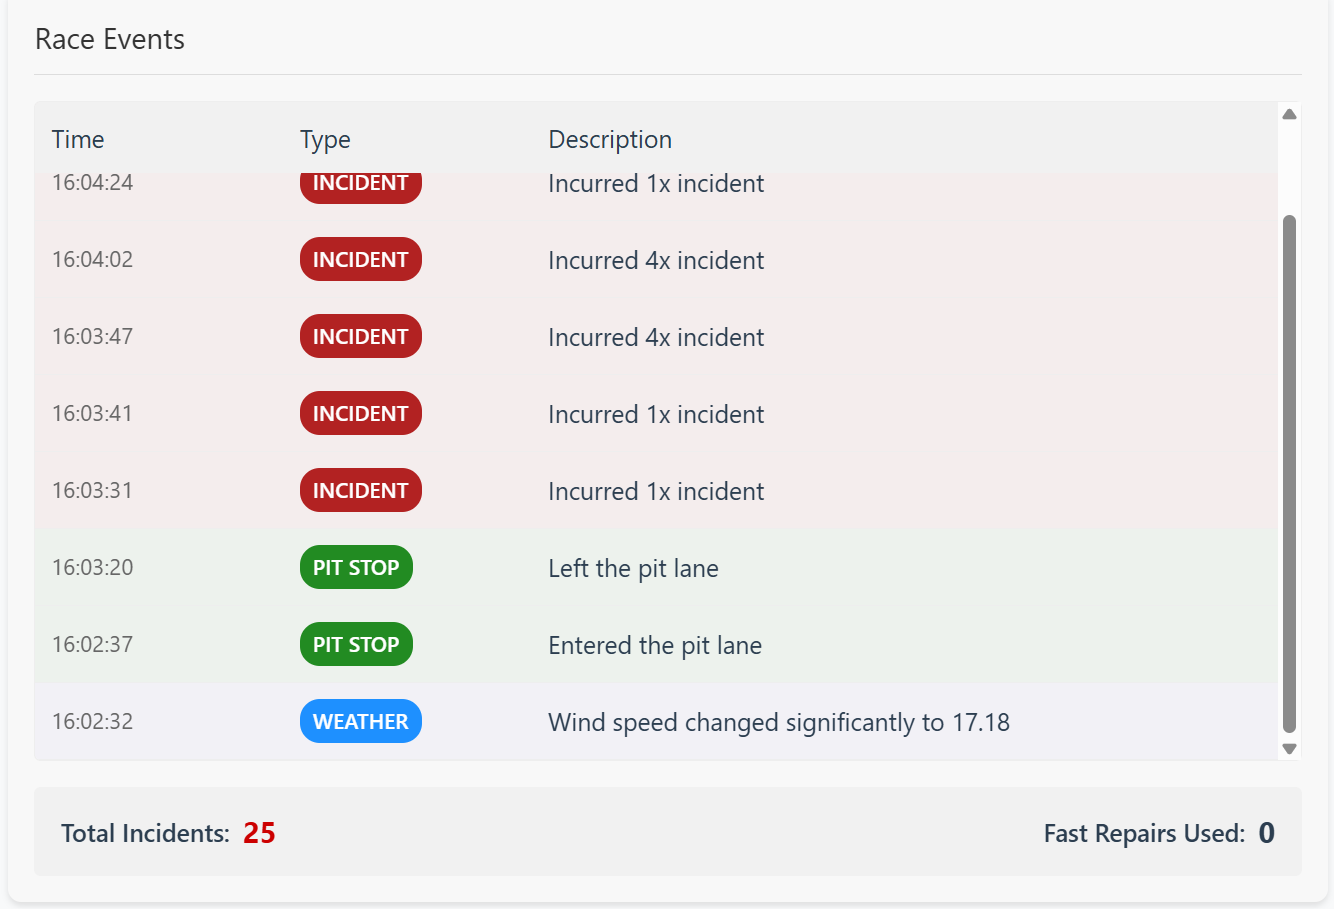 Race Events
Time Type Description
16:04:24 INCIDENT Incurred 1x incident
16:04:02 INCIDENT Incurred 4x incident
16:03:47 INCIDENT Incurred 4x incident
16:03:41 INCIDENT Incurred 1x incident
16:03:31 INCIDENT Incurred 1x incident
16:03:20 PIT STOP Left the pit lane
16:02:37 PIT STOP Entered the pit lane
16:02:32 WEATHER Wind speed changed significantly to 17.18
Total Incidents: 25 Fast Repairs Used: 0